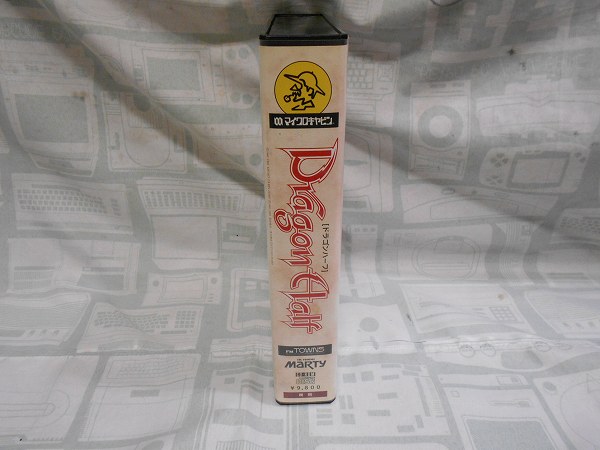 マイクロキャビン
Dragon Half
[ドラゴンハーフ]
FM TOWNS
MARTY
¥9,800